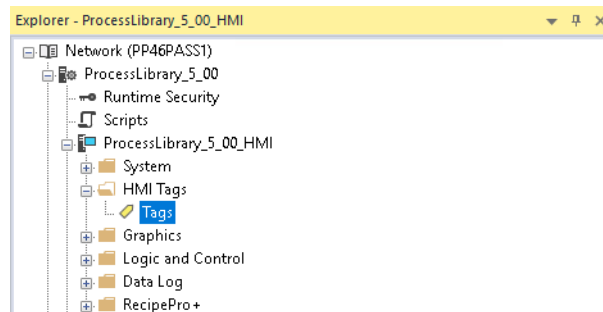 Explorer - ProcessLibrary_5_00_HMI
Network (PP46PASS1)
ProcessLibrary_5_00
Runtime Security
Scripts
ProcessLibrary_5_00_HMI
System
HMI Tags
Tags
Graphics
Logic and Control
Data Log
RecipePro+